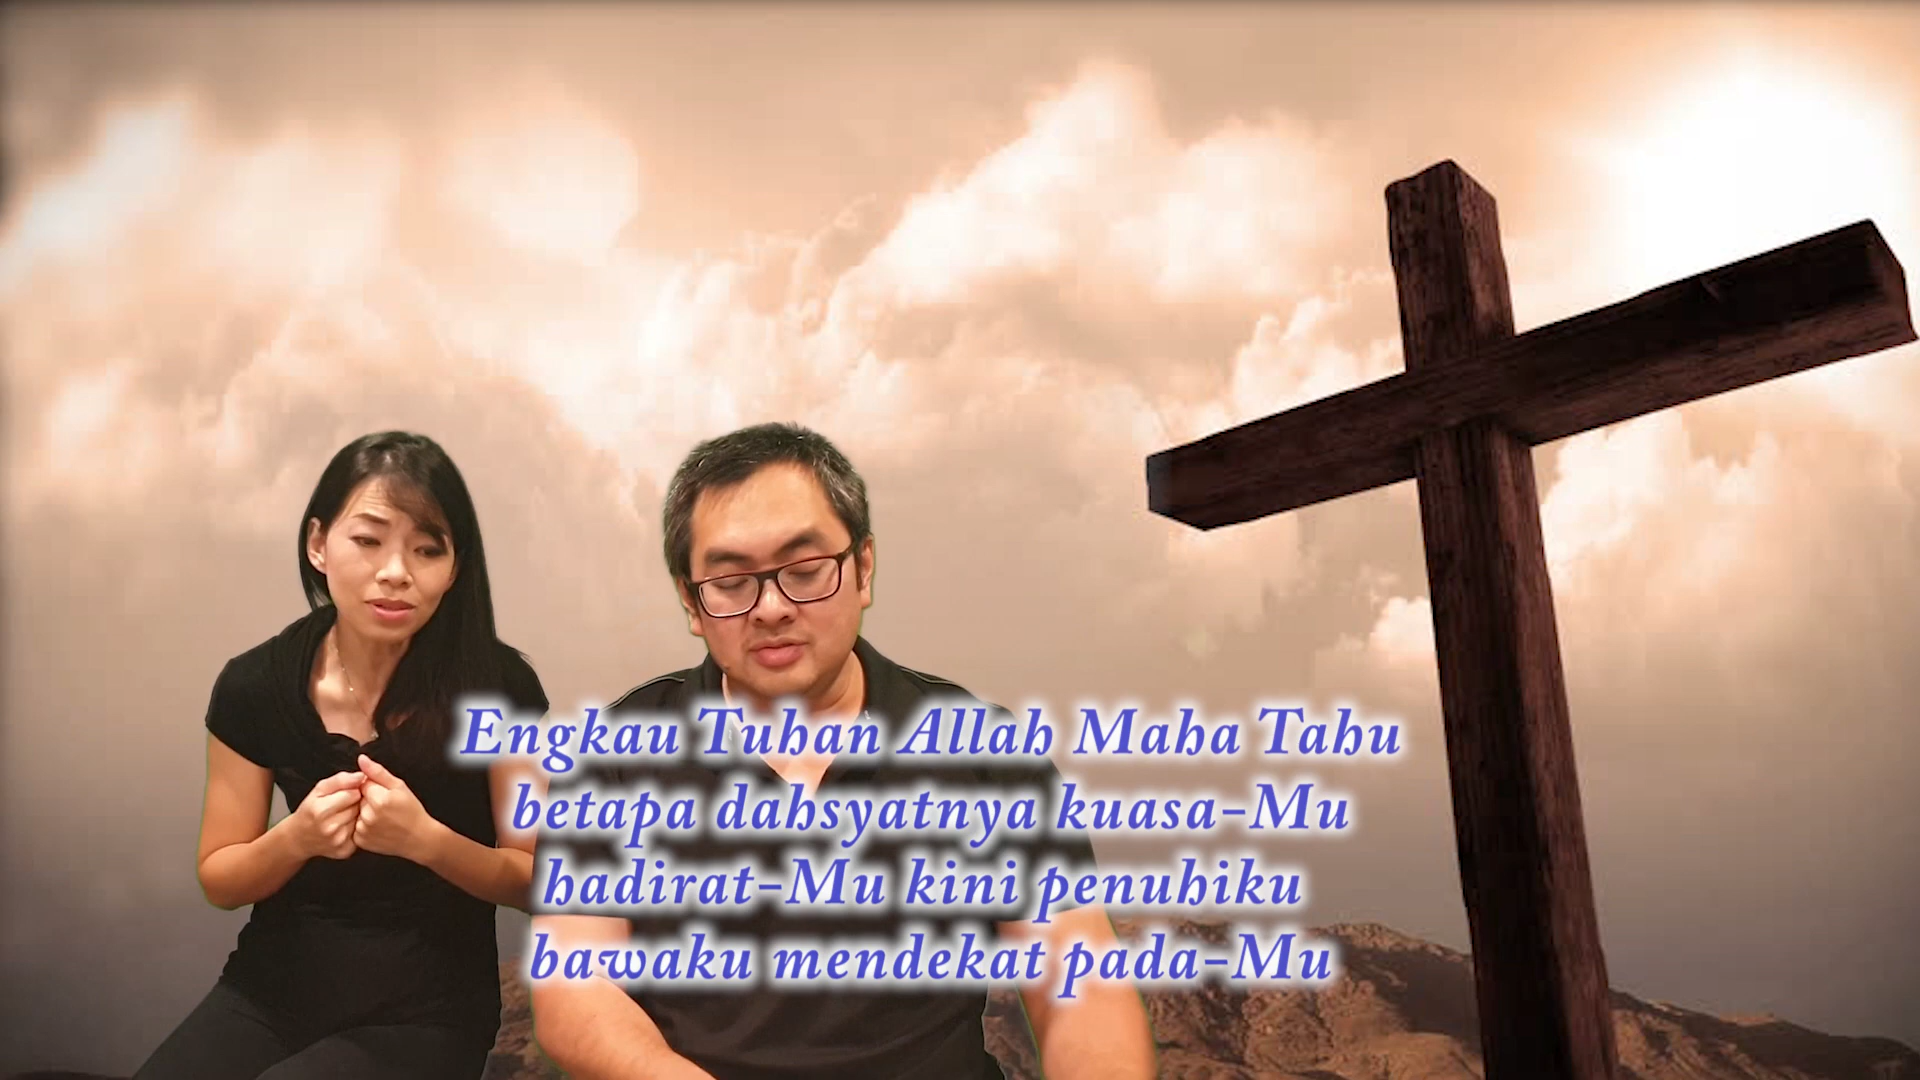 Engkau Tuhan Allah Maha Tahu
betapa dahsyatnya kuasa-Mu
hadirat-Mu kini penuhiku
bawaku mendekat pada-Mu